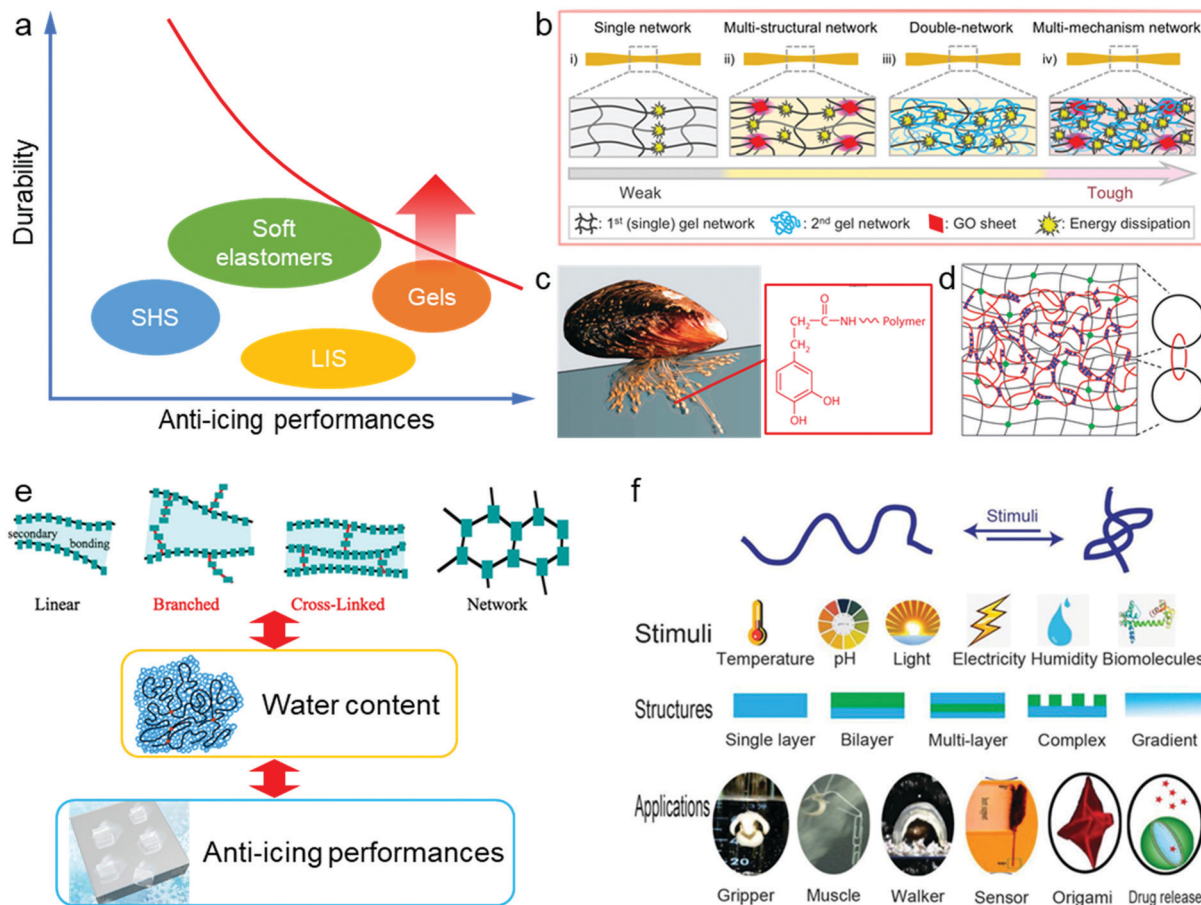 a
Durability
Soft
elastomers
SHS
Gels
LIS
Anti-icing performances
b
Single network
Multi-structural network
Double-network
Multi-mechanism network
i)
ii)
iii)
iv)
Weak
Tough
: 1st (single) gel network
: 2nd gel network
: GO sheet
: Energy dissipation
c
O
CH2—C—NH
Polymer
CH2
OH
OH
d
e
secondary
bonding
Linear
Branched
Cross-Linked
Network
Water content
Anti-icing performances
f
Stimuli
Stimuli
Temperature
pH
Light
Electricity
Humidity
Biomolecules
Structures
Single layer
Bilayer
Multi-layer
Complex
Gradient
Applications
20
Gripper
Muscle
Walker
Sensor
Origami
Drug release